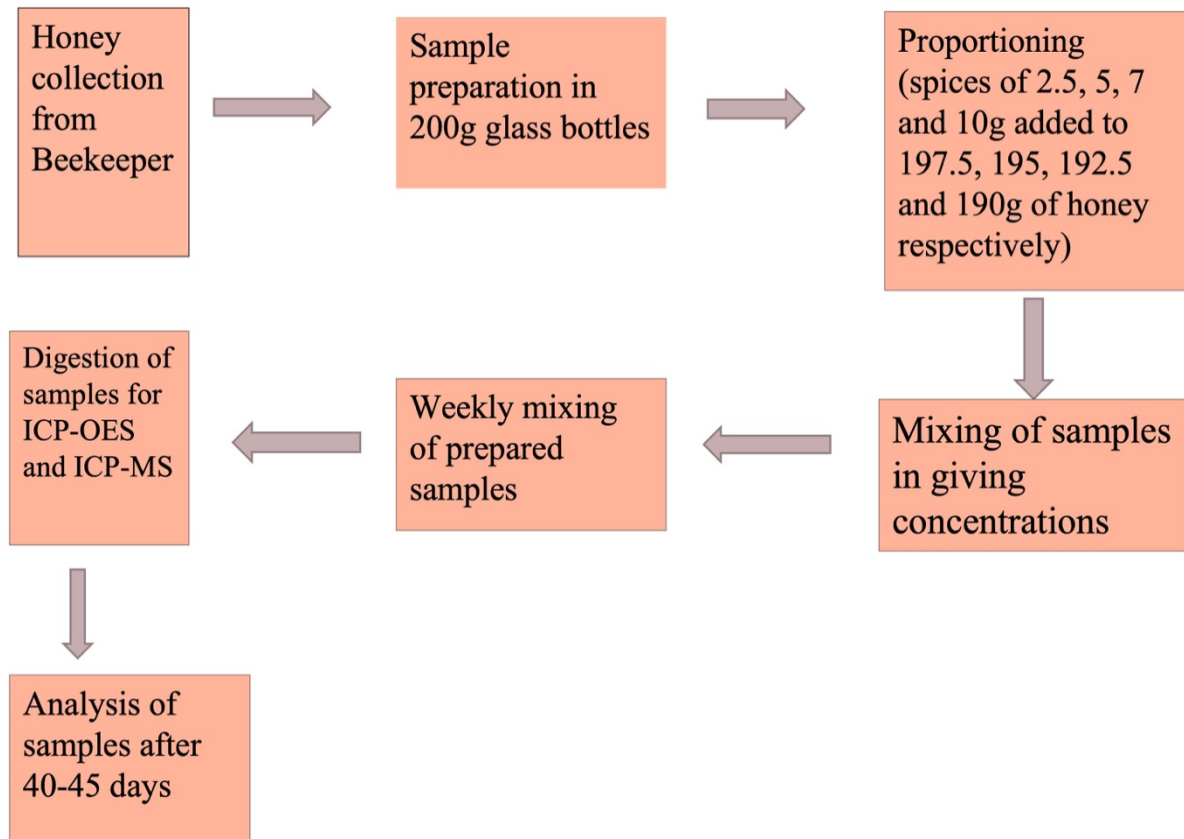 Honey
collection
from
Beekeeper
Sample
preparation in
200g glass bottles
Proportioning
(spices of 2.5, 5, 7
and 10g added to
197.5, 195, 192.5
and 190g of honey
respectively)
Mixing of samples
in giving
concentrations
Weekly mixing
of prepared
samples
Digestion of
samples for
ICP-OES
and ICP-MS
Analysis of
samples after
40-45 days